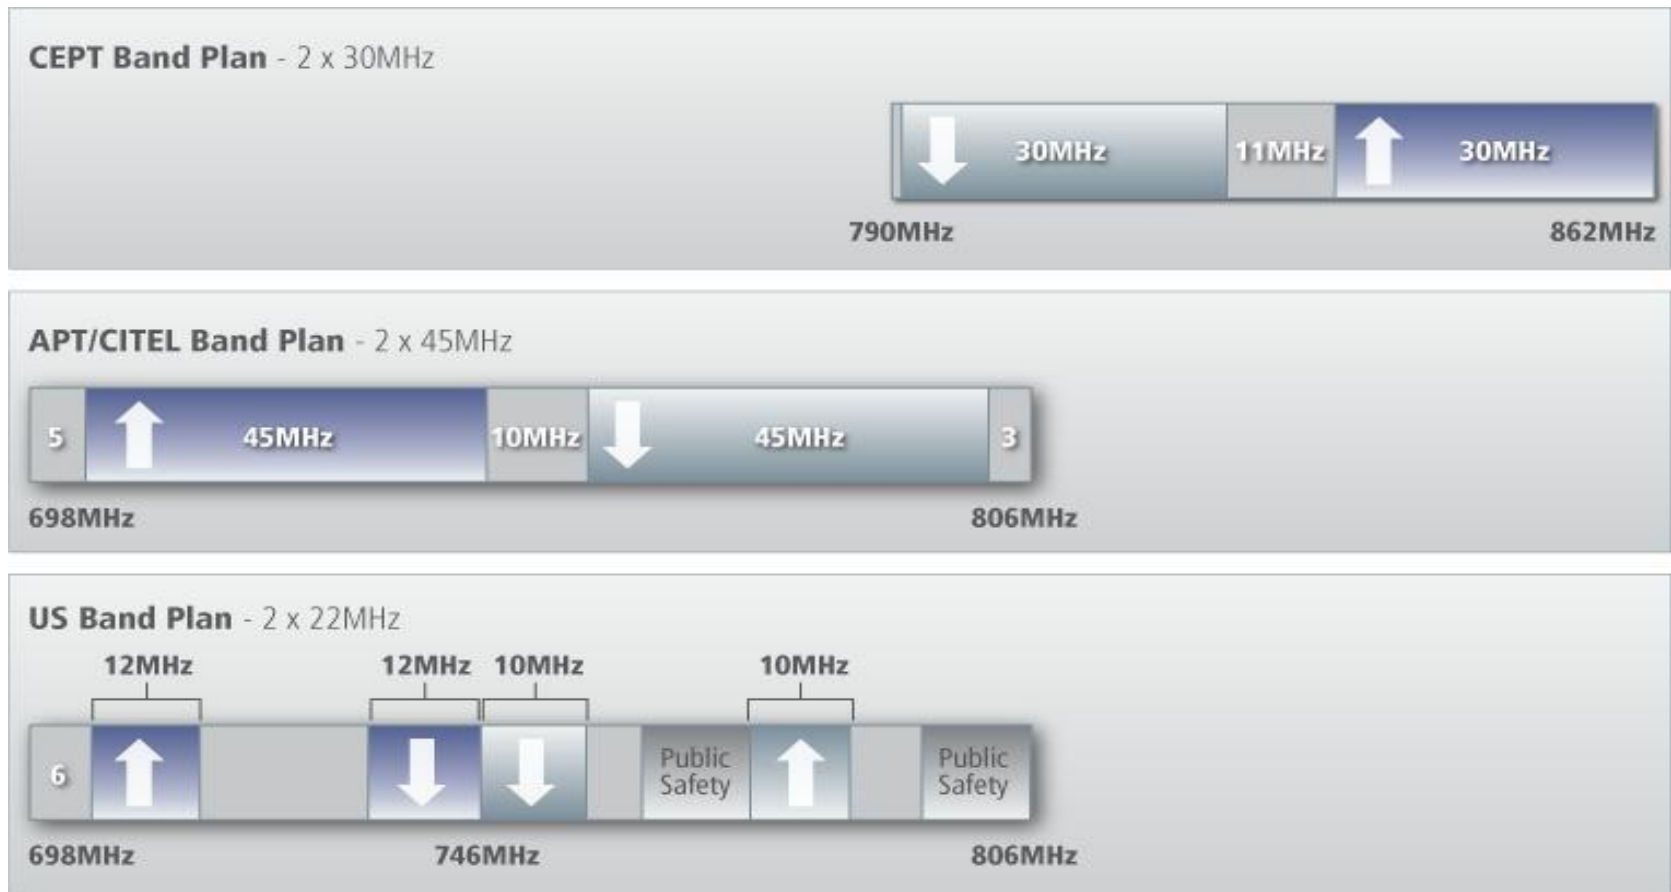 CEPT Band Plan - 2 x 30MHz
30MHz 11MHz 30MHz
790MHz 862MHz
APT/CITEL Band Plan - 2 x 45MHz
5 45MHz 10MHz 45MHz 3
698MHz 806MHz
US Band Plan - 2 x 22MHz
12MHz 12MHz 10MHz 10MHz
6 Public Safety Public Safety
698MHz 746MHz 806MHz